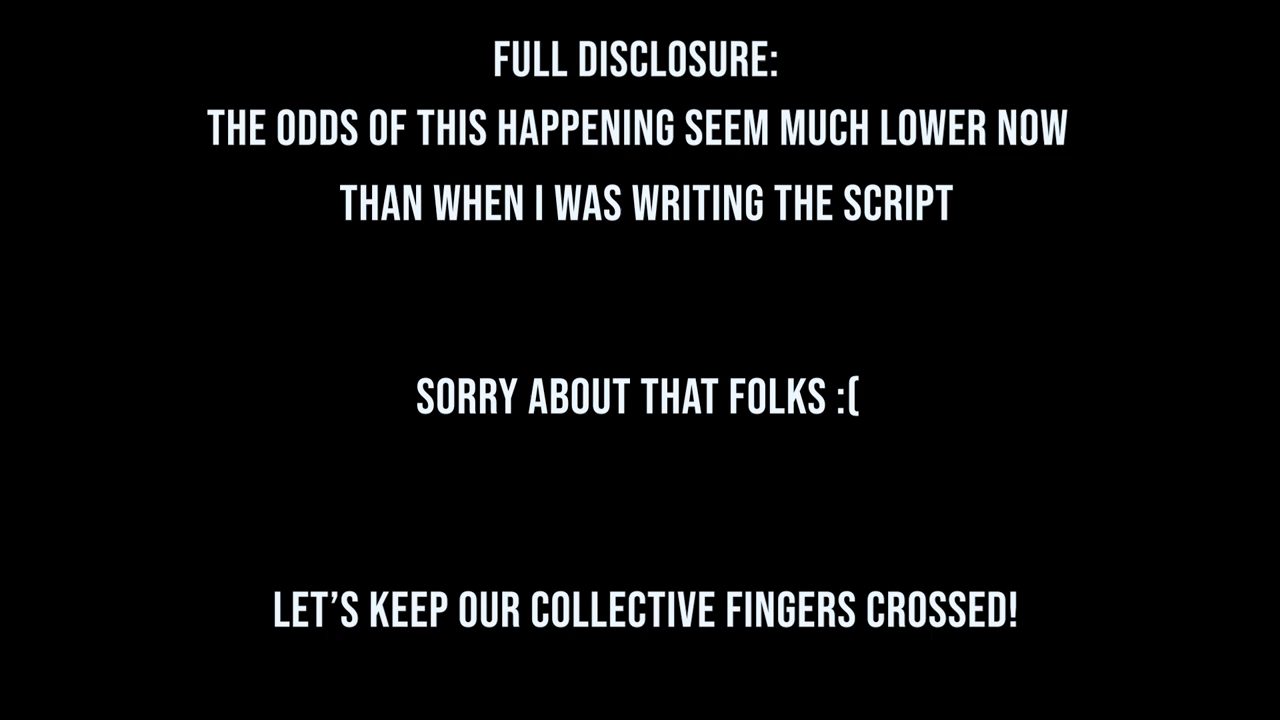 FULL DISCLOSURE:
THE ODDS OF THIS HAPPENING SEEM MUCH LOWER NOW
THAN WHEN I WAS WRITING THE SCRIPT
SORRY ABOUT THAT FOLKS :(
LET’S KEEP OUR COLLECTIVE FINGERS CROSSED!